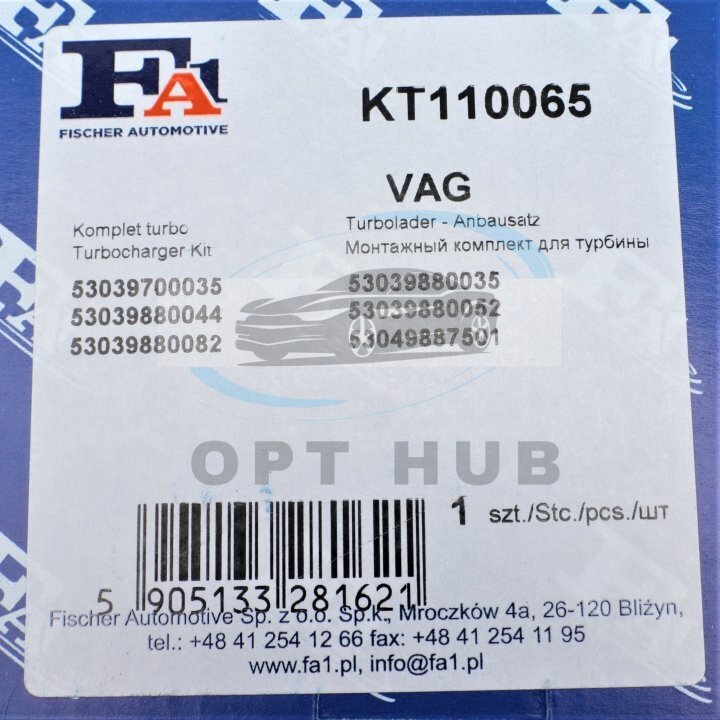 FA1
FISCHER AUTOMOTIVE
KT110065
VAG
Komplet turbo
Turbocharger Kit
Turbolader - Anbausatz
Монтажный комплект для турбины
53039700035 53039880035
53039880044 53039880052
53039880082 53049887501
OPT HUB
1 szt./Stc./pcs./шт
5 905133 281621
Fischer Automotive Sp. z o.o. Sp.k., Mroczków 4a, 26-120 Bliżyn,
tel.: +48 41 254 12 66 fax: +48 41 254 11 95
www.fa1.pl, info@fa1.pl